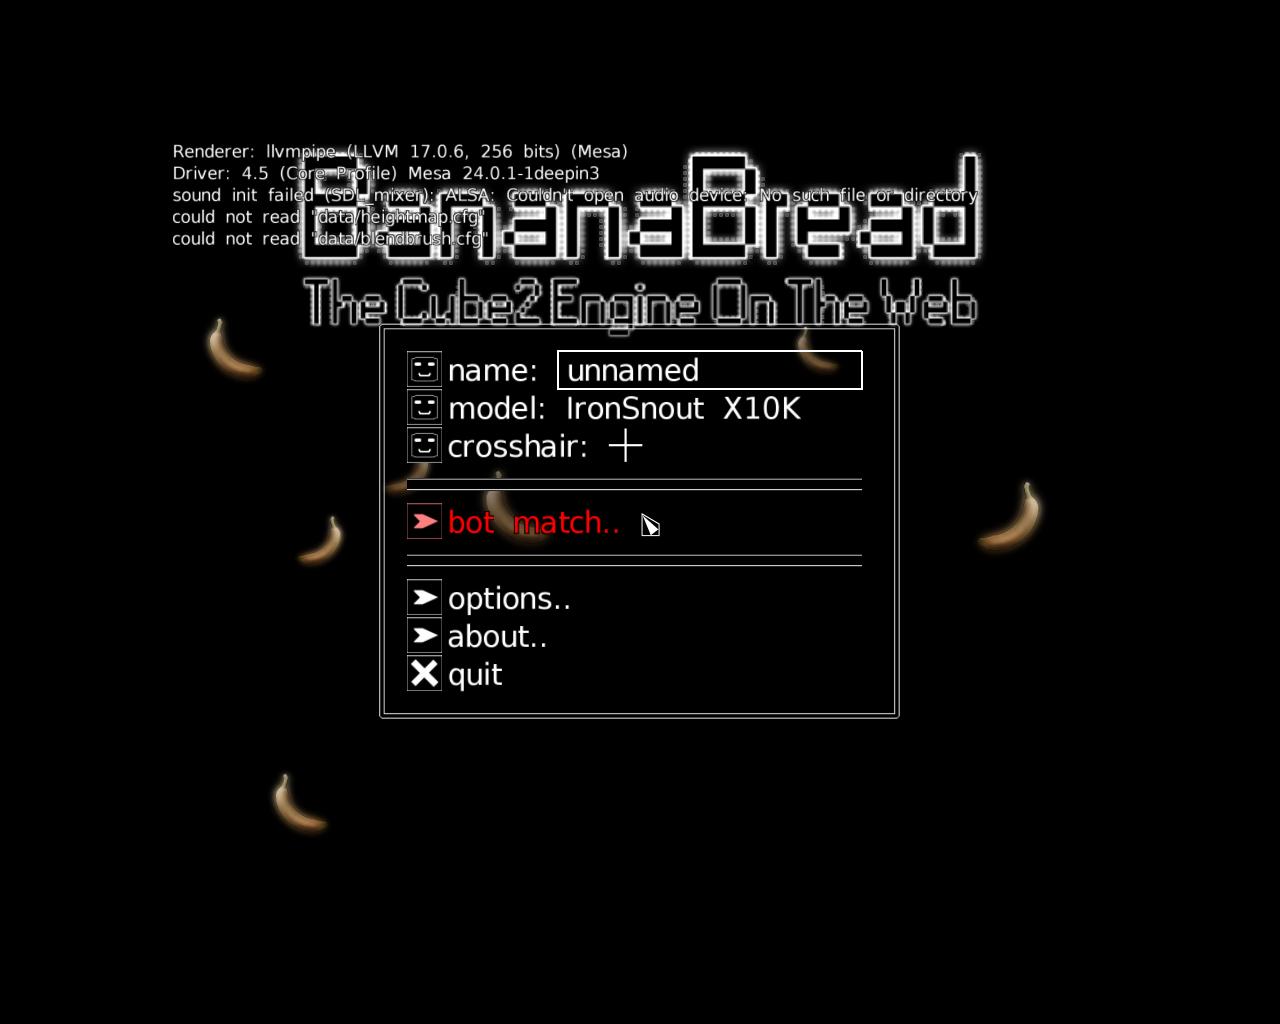 Renderer: llvmpipe (LLVM 17.0.6, 256 bits) (Mesa)
Driver: 4.5 (Core Profile) Mesa 24.0.1-1deepin3
sound init failed (SDL_mixer): ALSA: Couldn't open audio device: No such file or directory
could not read "data/heightmap.cfg"
could not read "data/blendbrush.cfg"
BananaBread
The Cube2 Engine On The Web
name: unnamed
model: IronSnout X10K
crosshair:
bot match..
options..
about..
quit